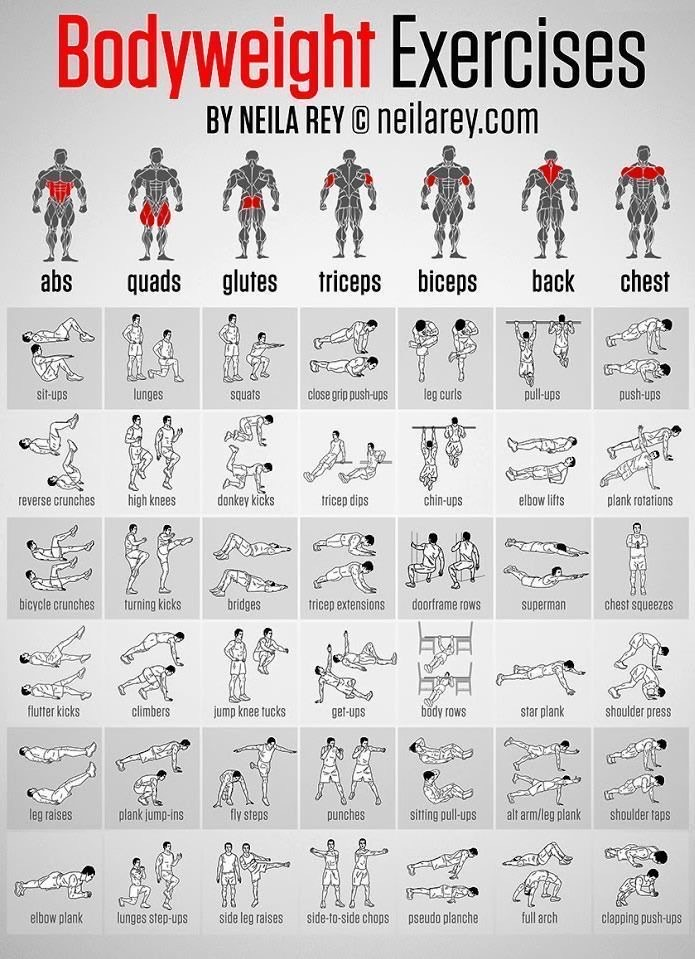 Bodyweight Exercises
BY NEILA REY © neilarey.com
abs quads glutes triceps biceps back chest
sit-ups lunges squats close grip push-ups leg curls pull-ups push-ups
reverse crunches high knees donkey kicks tricep dips chin-ups elbow lifts plank rotations
bicycle crunches turning kicks bridges tricep extensions doorframe rows superman chest squeezes
flutter kicks climbers jump knee tucks get-ups body rows star plank shoulder press
leg raises plank jump-ins fly steps punches sitting pull-ups alt arm/leg plank shoulder taps
elbow plank lunges step-ups side leg raises side-to-side chops pseudo planche full arch clapping push-ups